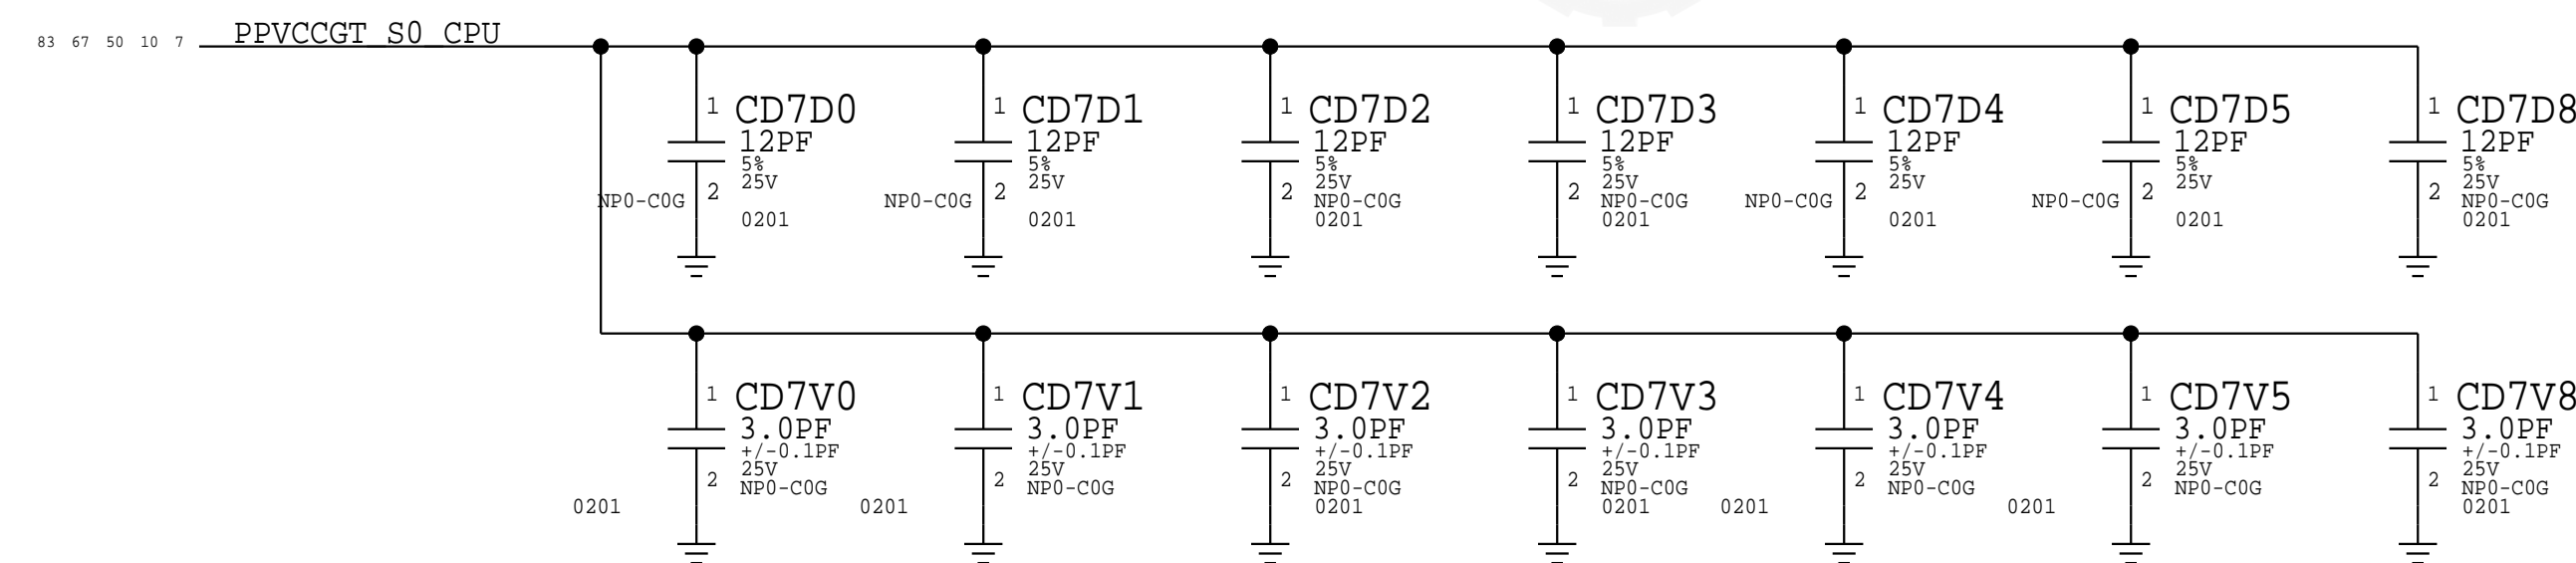 83 67 50 10 7 PPVCCGT_S0_CPU
1 CD7D0 1 CD7D1 1 CD7D2 1 CD7D3 1 CD7D4 1 CD7D5 1 CD7D8
12PF 12PF 12PF 12PF 12PF 12PF 12PF
5% 5% 5% 5% 5% 5% 5%
25V 25V 25V 25V 25V 25V 25V
NP0-C0G 2 NP0-C0G 2 2 NP0-C0G 2 NP0-C0G NP0-C0G 2 NP0-C0G 2 2 NP0-C0G
0201 0201 0201 0201 0201 0201 0201
1 CD7V0 1 CD7V1 1 CD7V2 1 CD7V3 1 CD7V4 1 CD7V5 1 CD7V8
3.0PF 3.0PF 3.0PF 3.0PF 3.0PF 3.0PF 3.0PF
+/-0.1PF +/-0.1PF +/-0.1PF +/-0.1PF +/-0.1PF +/-0.1PF +/-0.1PF
25V 25V 25V 25V 25V 25V 25V
2 NP0-C0G 2 NP0-C0G 2 NP0-C0G 2 NP0-C0G 2 NP0-C0G 2 NP0-C0G 2 NP0-C0G
0201 0201 0201 0201 0201 0201 0201